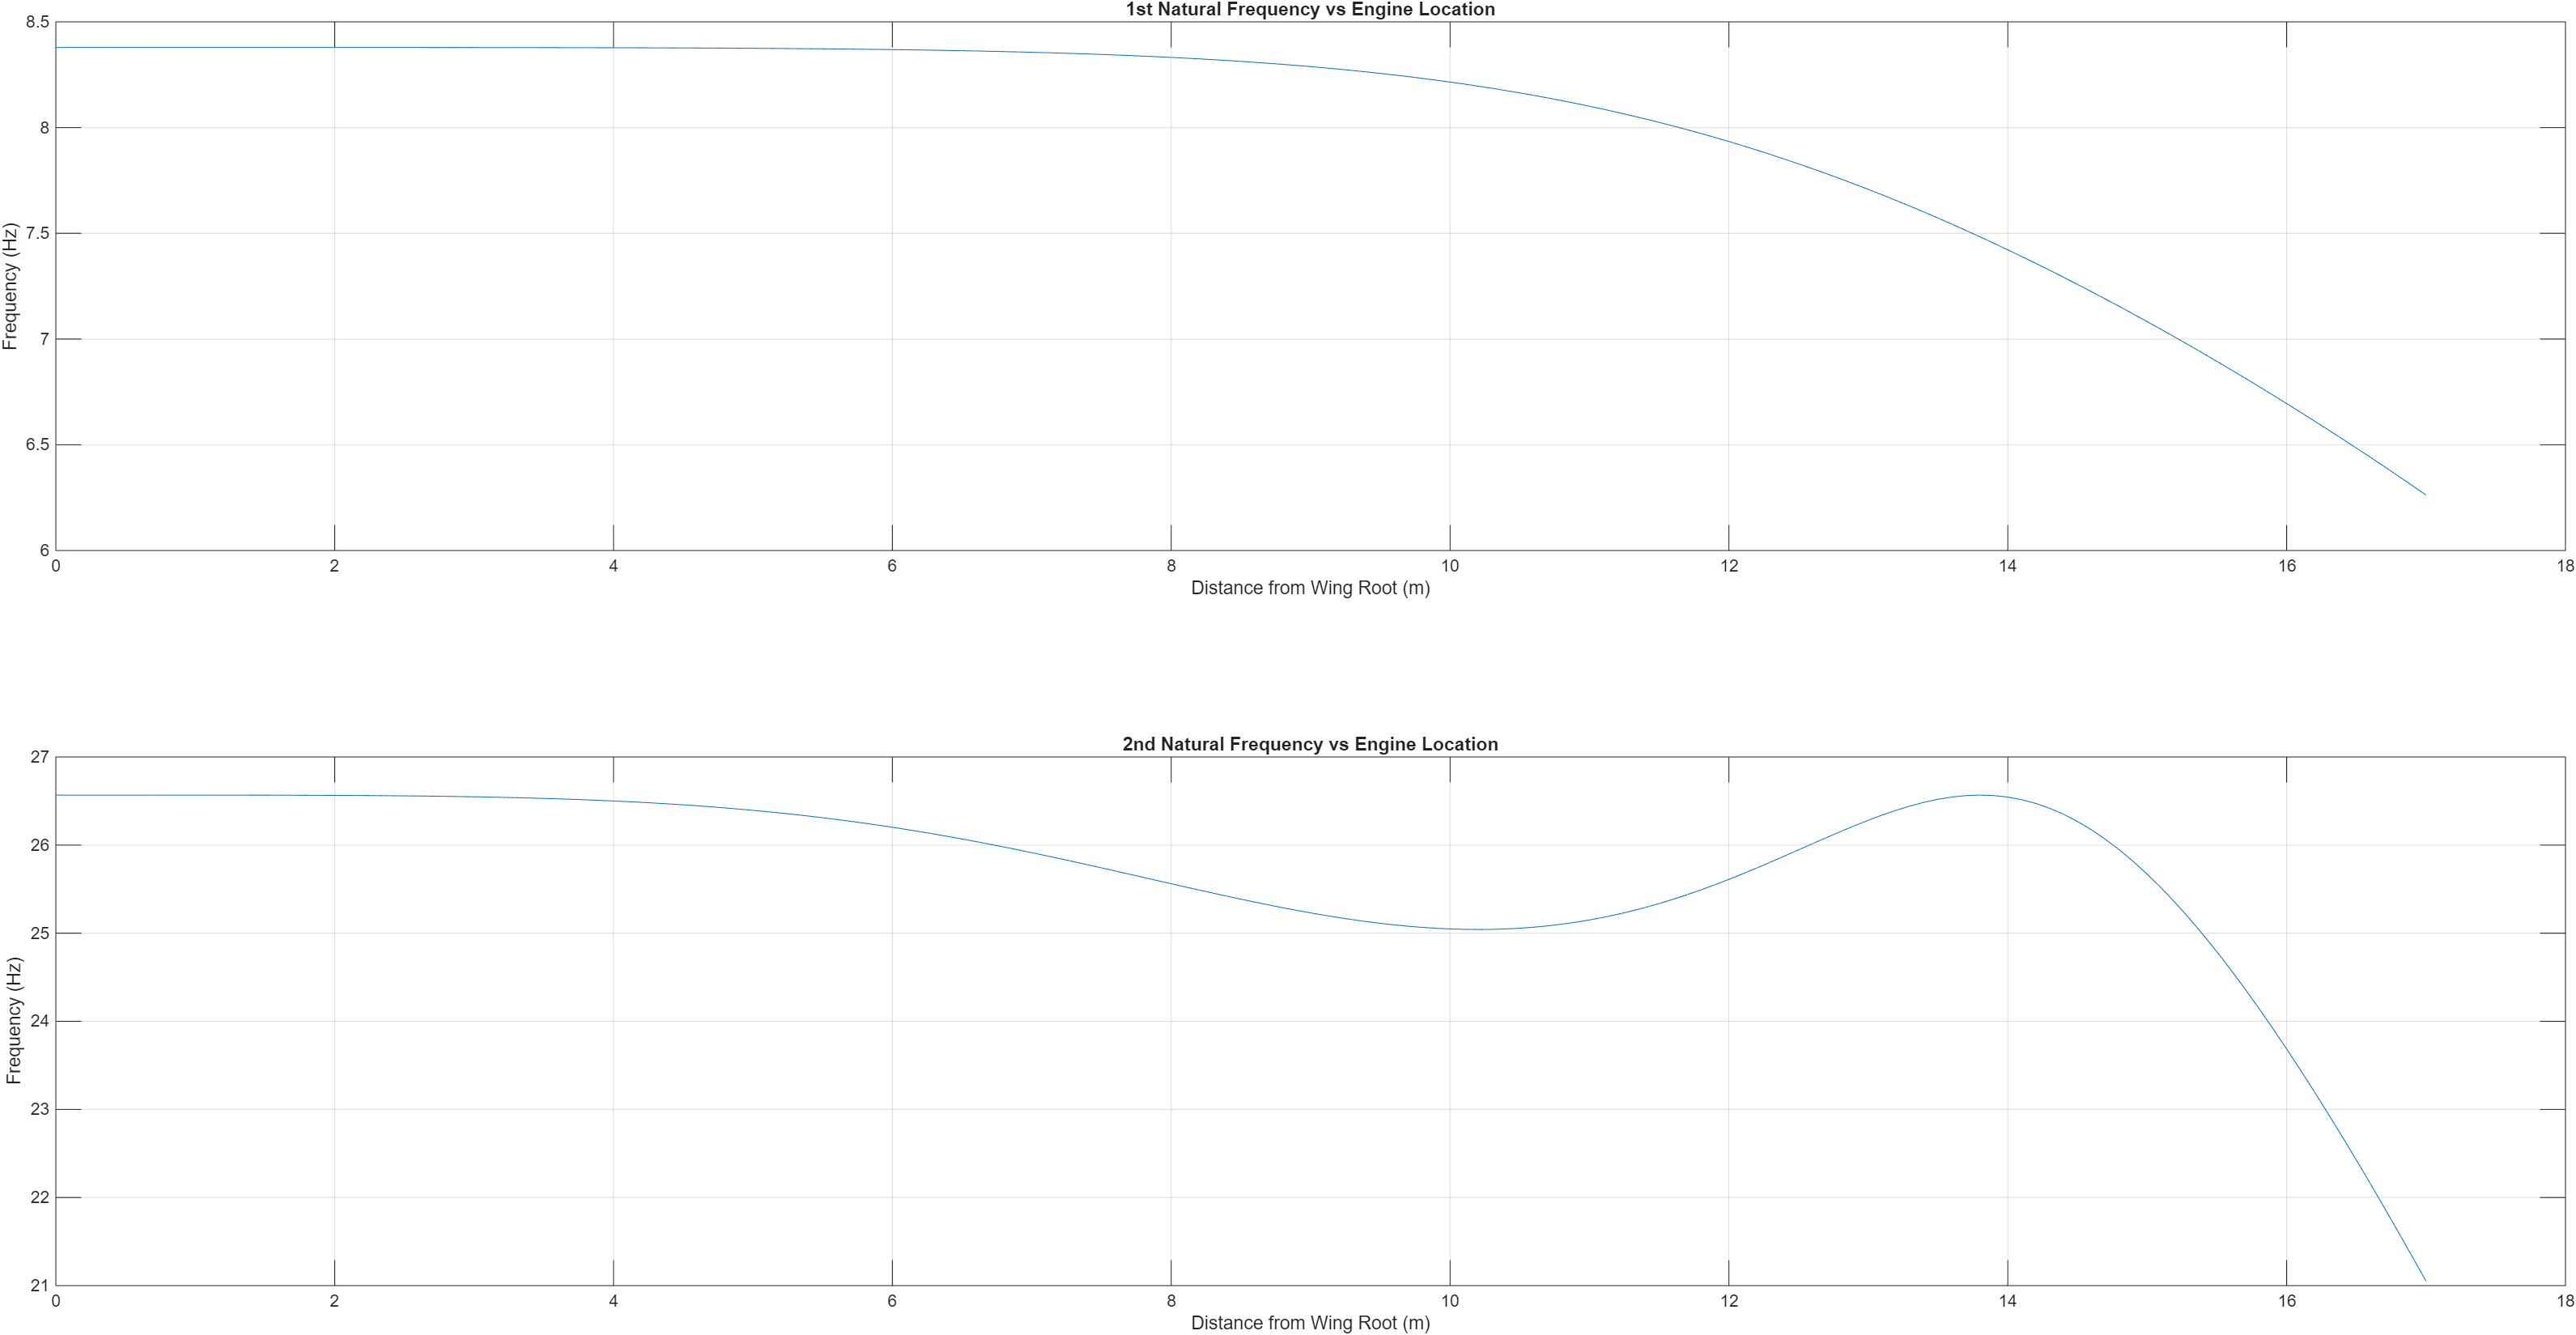 1st Natural Frequency vs Engine Location
8.5
8
7.5
7
6.5
6
Frequency (Hz)
0 2 4 6 8 10 12 14 16 18
Distance from Wing Root (m)
2nd Natural Frequency vs Engine Location
27
26
25
24
23
22
21
Frequency (Hz)
0 2 4 6 8 10 12 14 16 18
Distance from Wing Root (m)